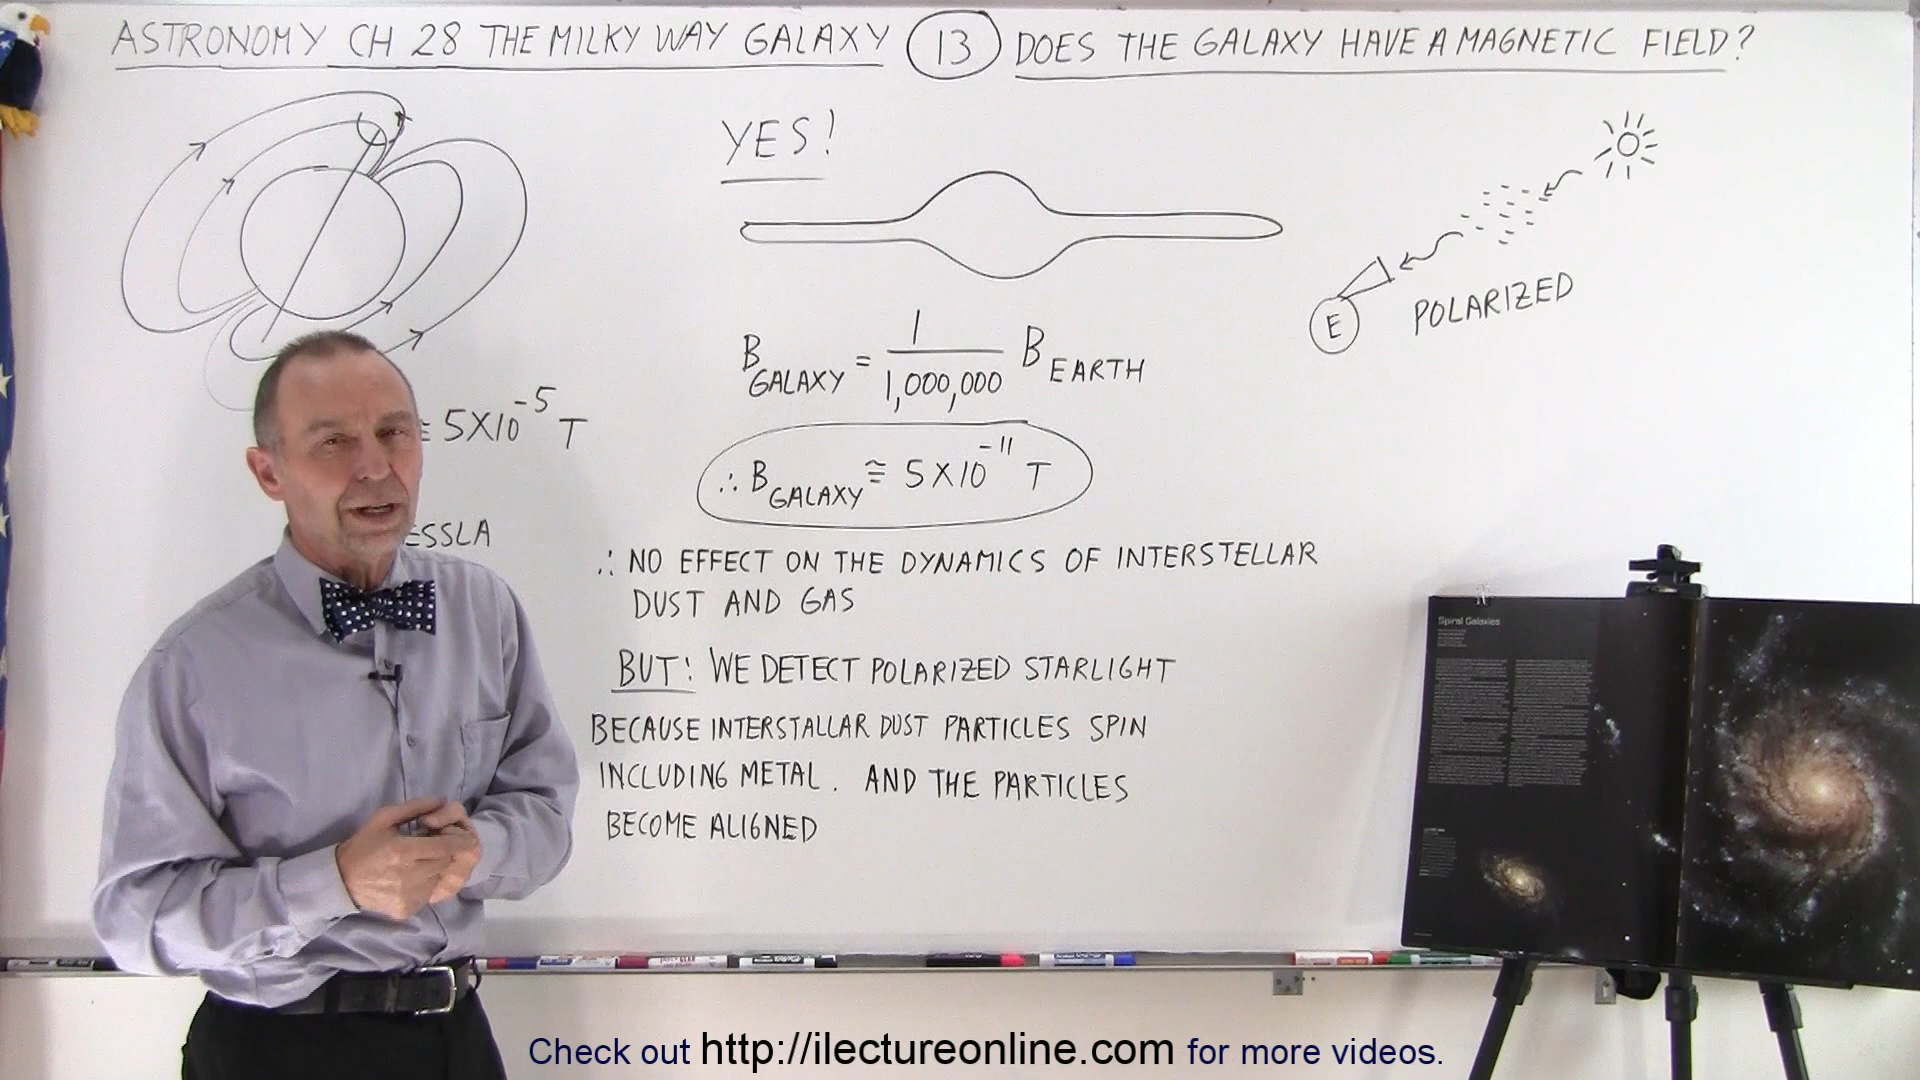 ASTRONOMY CH 28 THE MILKY WAY GALAXY 13 DOES THE GALAXY HAVE A MAGNETIC FIELD?
YES!
E
POLARIZED
B GALAXY = 1 / 1,000,000 B EARTH
≅ 5X10^-5 T
∴ B GALAXY ≅ 5X10^-11 T
ESSLA
∴ NO EFFECT ON THE DYNAMICS OF INTERSTELLAR
DUST AND GAS
BUT: WE DETECT POLARIZED STARLIGHT
BECAUSE INTERSTALLAR DUST PARTICLES SPIN
INCLUDING METAL. AND THE PARTICLES
BECOME ALIGNED
Spiral Galaxies
Check out http://ilectureonline.com for more videos.